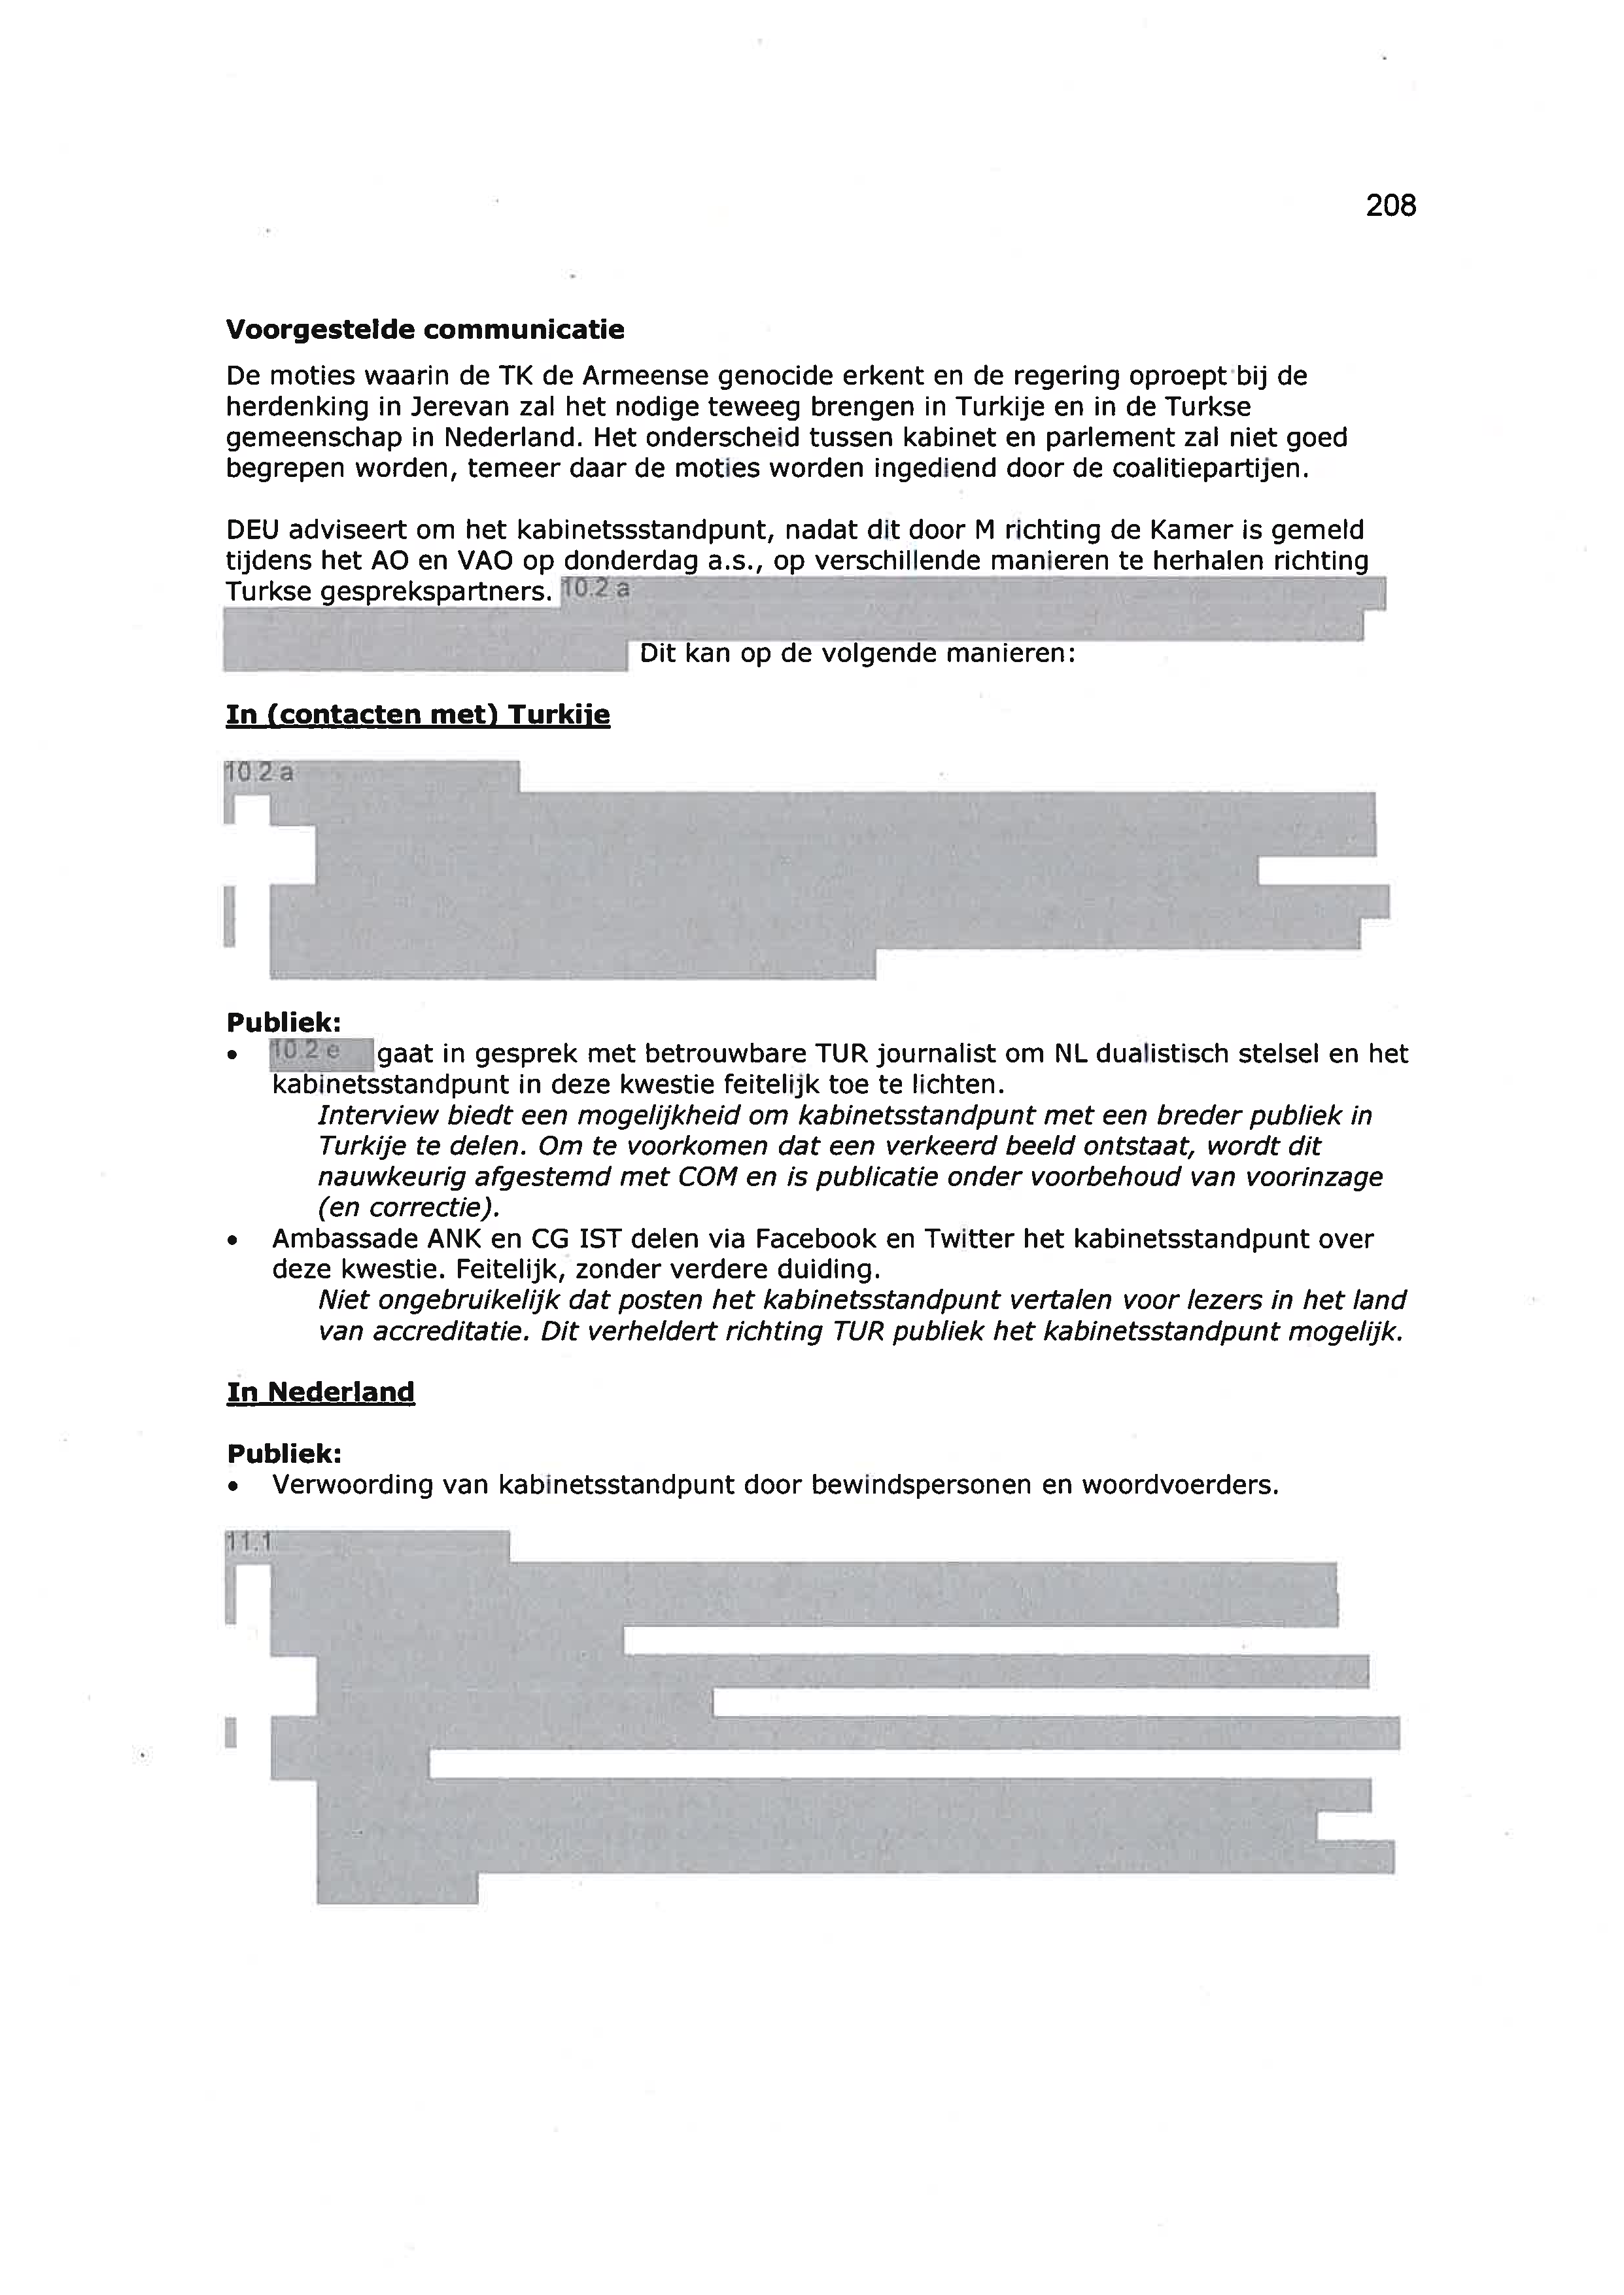 208
Voorgestelde communicatie
De moties waarin de TK de Armeense genocide erkent en de regering oproept bij de
herdenking in Jerevan zal het nodige teweeg brengen in Turkije en in de Turkse
gemeenschap in Nederland. Het onderscheid tussen kabinet en parlement zal niet goed
begrepen worden, temeer daar de moties worden ingediend door de coalitiepartijen.
DEU adviseert om het kabinetssstandpunt, nadat dit door M richting de Kamer is gemeld
tijdens het AO en VAO op donderdag a.s., op verschillende manieren te herhalen richting
Turkse gesprekspartners. 10.2 a
Dit kan op de volgende manieren:
In (contacten met) Turkije
10.2 a
Publiek:
• 10.2 e gaat in gesprek met betrouwbare TUR journalist om NL dualistisch stelsel en het
kabinetsstandpunt in deze kwestie feitelijk toe te lichten.
Interview biedt een mogelijkheid om kabinetsstandpunt met een breder publiek in
Turkije te delen. Om te voorkomen dat een verkeerd beeld ontstaat, wordt dit
nauwkeurig afgestemd met COM en is publicatie onder voorbehoud van voorinzage
(en correctie).
• Ambassade ANK en CG IST delen via Facebook en Twitter het kabinetsstandpunt over
deze kwestie. Feitelijk, zonder verdere duiding.
Niet ongebruikelijk dat posten het kabinetsstandpunt vertalen voor lezers in het land
van accreditatie. Dit verheldert richting TUR publiek het kabinetsstandpunt mogelijk.
In Nederland
Publiek:
• Verwoording van kabinetsstandpunt door bewindspersonen en woordvoerders.
11.1